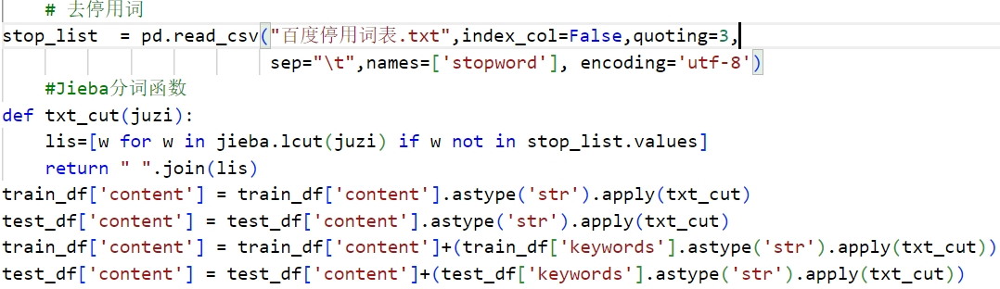 # 去停用词
stop_list  = pd.read_csv("百度停用词表.txt",index_col=False,quoting=3,
                        sep="\t",names=['stopword'], encoding='utf-8')
    #Jieba分词函数
def txt_cut(juzi):
    lis=[w for w in jieba.lcut(juzi) if w not in stop_list.values]
    return " ".join(lis)
train_df['content'] = train_df['content'].astype('str').apply(txt_cut)
test_df['content'] = test_df['content'].astype('str').apply(txt_cut)
train_df['content'] = train_df['content']+(train_df['keywords'].astype('str').apply(txt_cut))
test_df['content'] = test_df['content']+(test_df['keywords'].astype('str').apply(txt_cut))